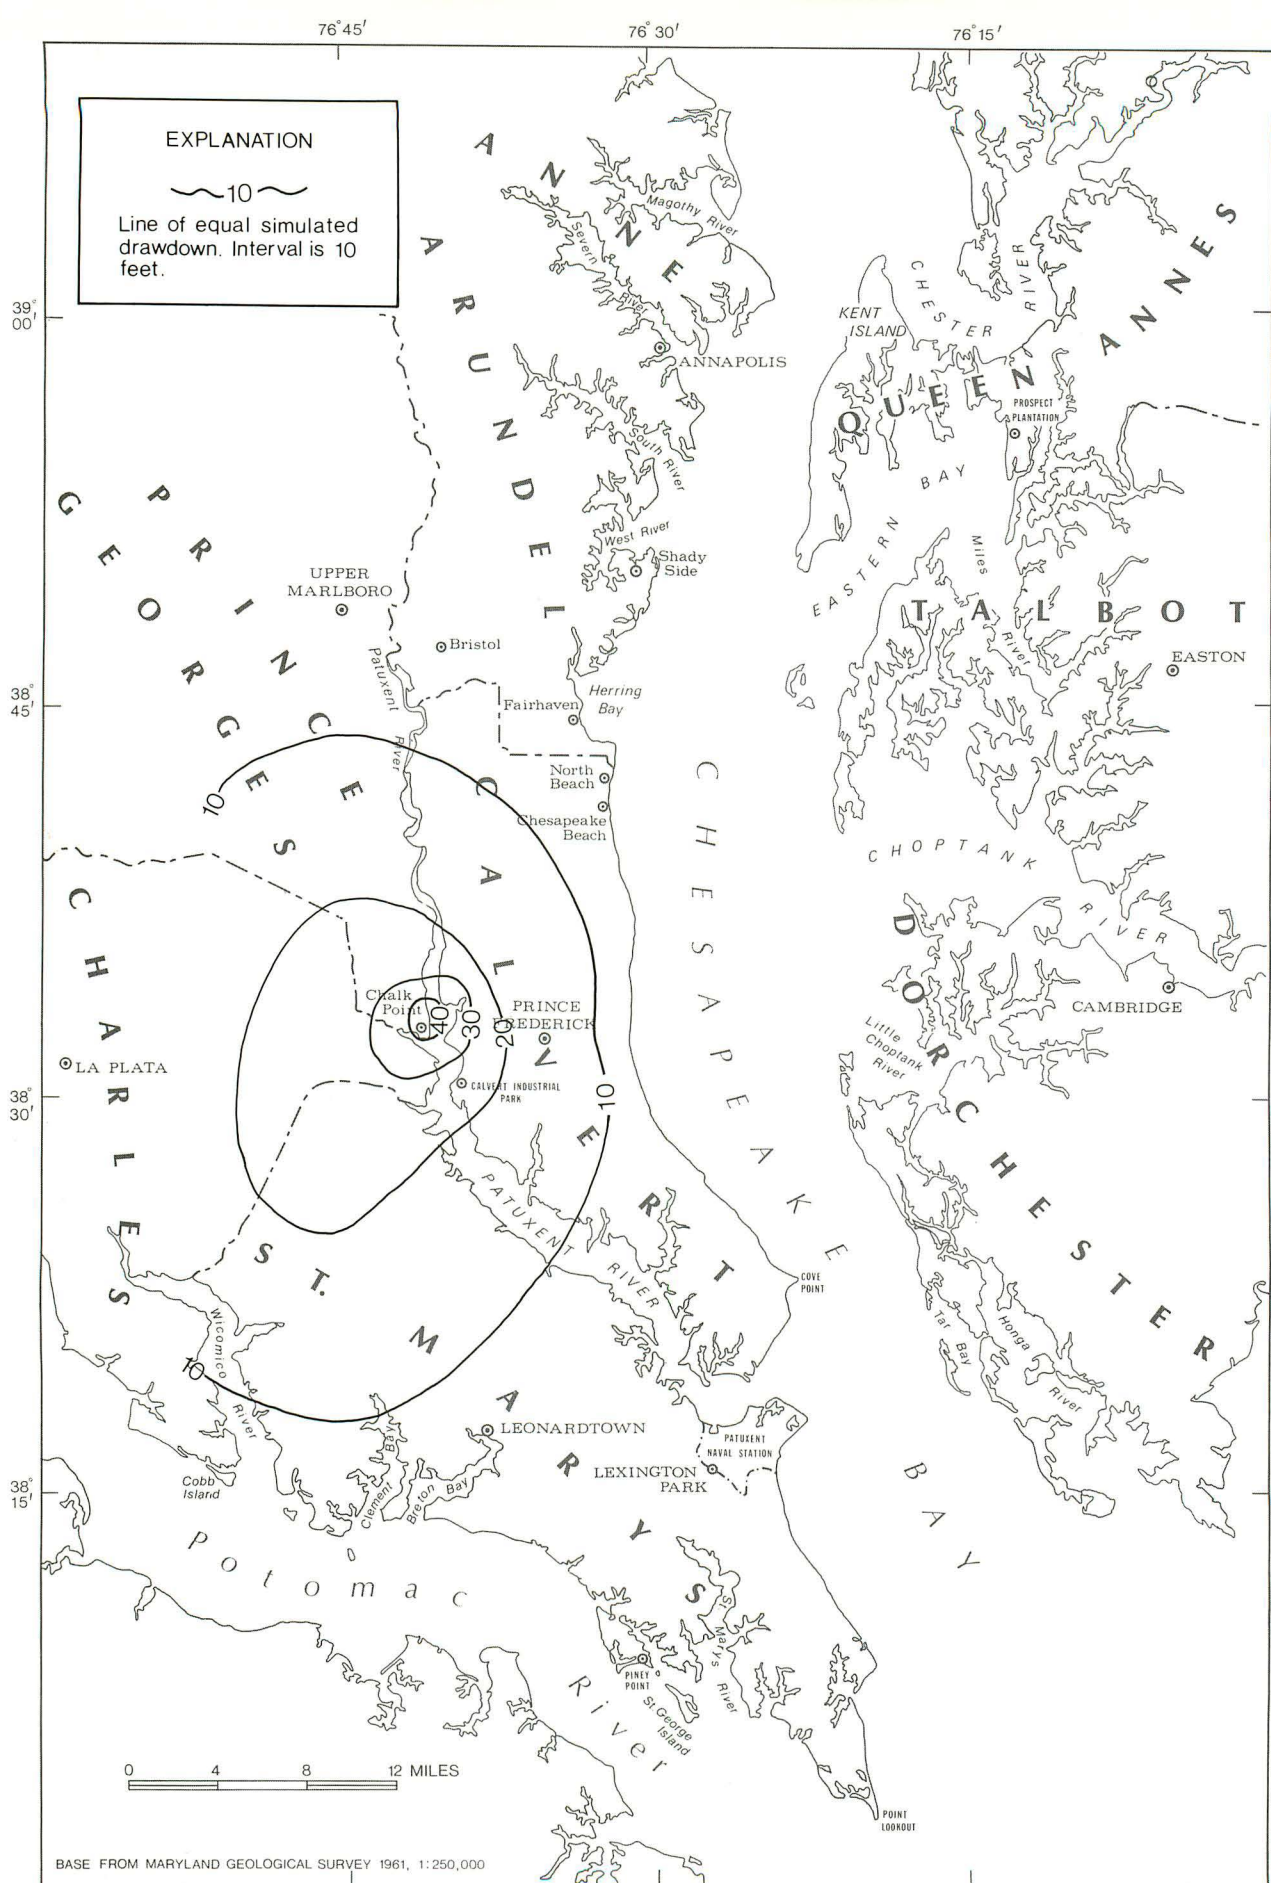 76°45'
76°30'
76°15'
EXPLANATION
10
Line of equal simulated
drawdown. Interval is 10
feet.
ANNE
ARUNDEL
Magothy River
Severn
River
39°
00'
KENT
ISLAND
CHESTER
RIVER
QUEEN ANNES
ANNAPOLIS
PROSPECT
PLANTATION
South River
EASTERN BAY
PRINCE
GEORGES
West River
Shady
Side
Miles
River
UPPER
MARLBORO
TALBOT
Bristol
EASTON
Patuxent
River
38°
45'
Fairhaven
Herring
Bay
North
Beach
Chesapeake
Beach
10
CALVERT
CHESAPEAKE
BAY
CHOPTANK
RIVER
CHARLES
DORCHESTER
Chalk
Point
40
30
20
PRINCE
FREDERICK
CAMBRIDGE
Little
Choptank
River
LA PLATA
CALVERT INDUSTRIAL
PARK
10
38°
30'
PATUXENT
RIVER
ST.
MARYS
COVE
POINT
Wicomico
River
Tar
Bay
Honga
River
10
LEONARDTOWN
PATUXENT
NAVAL STATION
LEXINGTON
PARK
Cobb
Island
Clement
Bay
Breton Bay
38°
15'
Potomac
River
St
Marys
River
PINEY
POINT
St. George
Island
0 4 8 12 MILES
POINT
LOOKOUT
BASE FROM MARYLAND GEOLOGICAL SURVEY 1961, 1:250,000